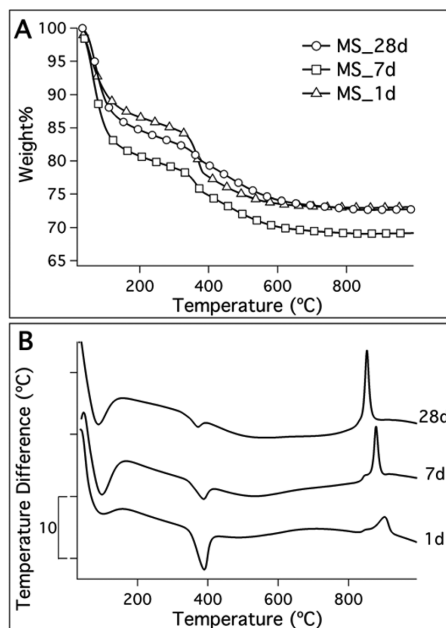 A
100
95
90
85
80
75
70
65
Weight%
MS_28d
MS_7d
MS_1d
200 400 600 800
Temperature (ºC)
B
Temperature Difference (ºC)
10
28d
7d
1d
200 400 600 800
Temperature (ºC)